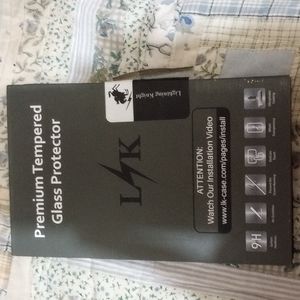 Lightning Knight
Premium Tempered
Glass Protector
LK
ATTENTION:
Watch Our Installation Video
www.lk-case.com/pages/install
9H